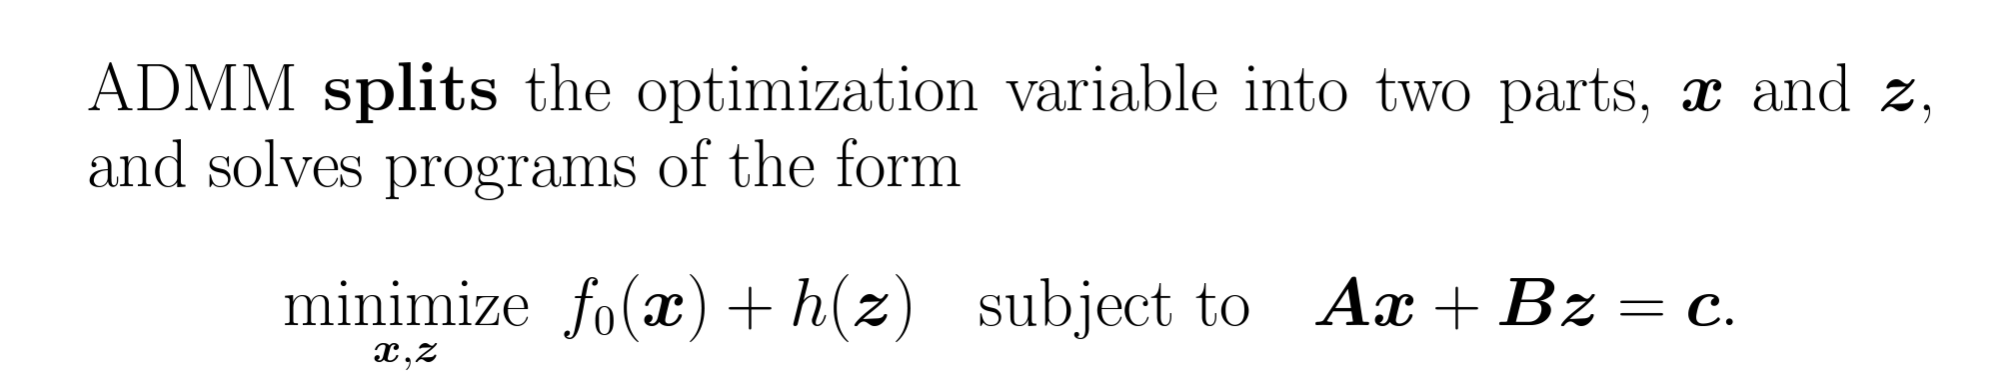 ADMM splits the optimization variable into two parts, x and z,
and solves programs of the form
minimize f₀(x) + h(z) subject to Ax + Bz = c.
x,z